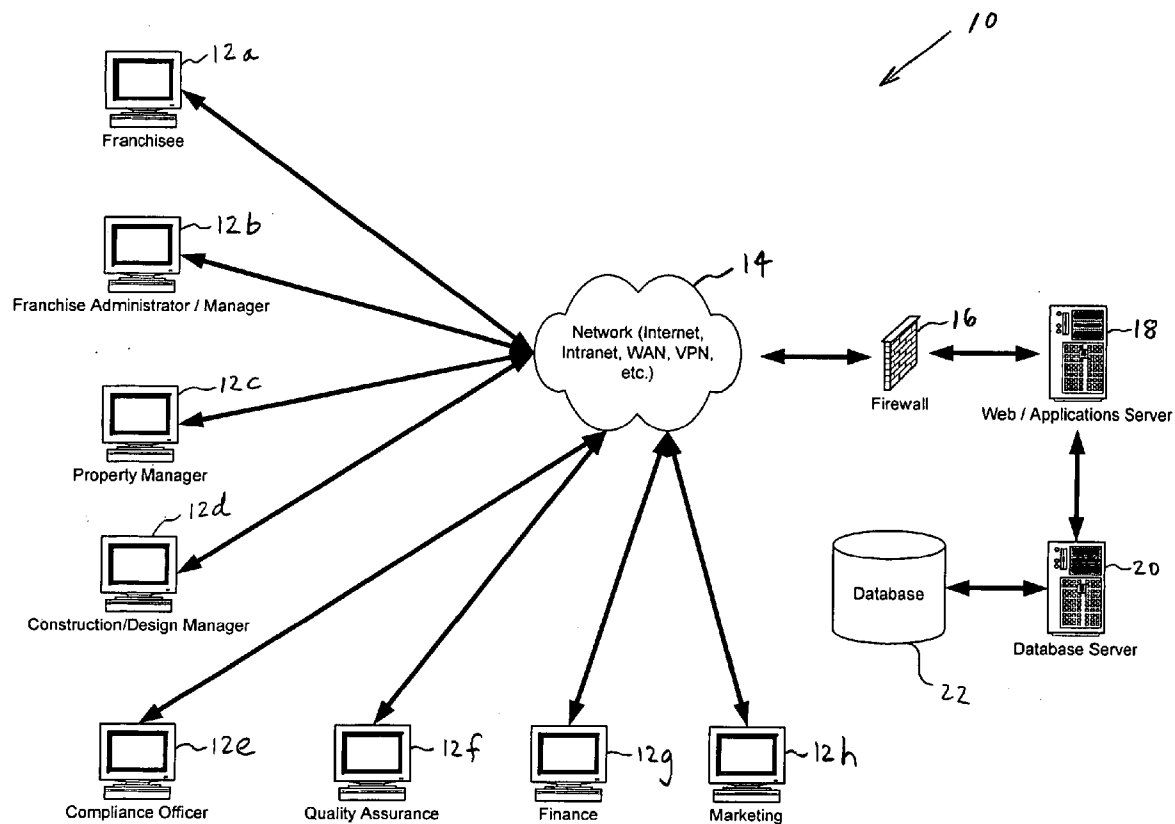 10
12a
Franchisee
12b
Franchise Administrator / Manager
14
Network (Internet,
Intranet, WAN, VPN,
etc.)
16
Firewall
18
Web / Applications Server
12c
Property Manager
12d
Construction/Design Manager
Database
22
20
Database Server
12e
Compliance Officer
12f
Quality Assurance
12g
Finance
12h
Marketing